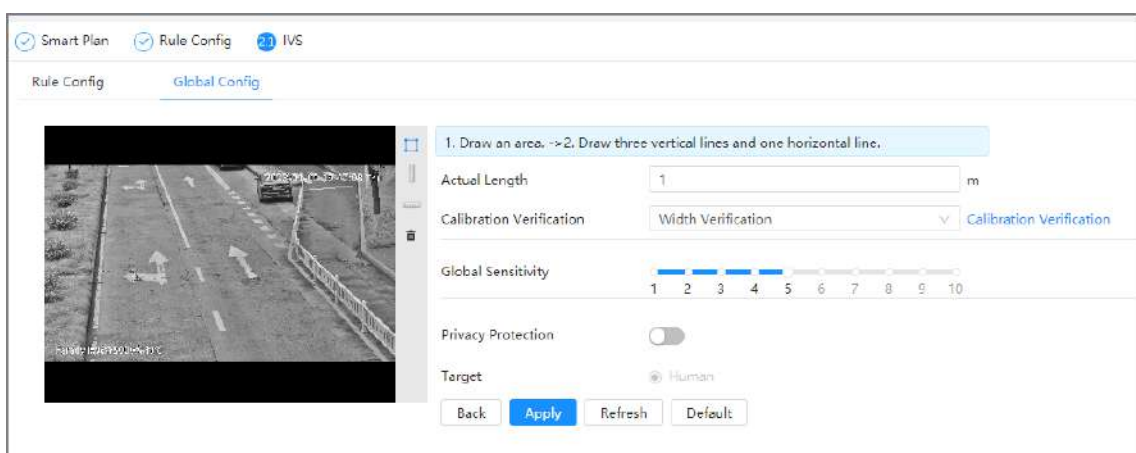 Smart Plan Rule Config 2.1 IVS
Rule Config Global Config
1. Draw an area. ->2. Draw three vertical lines and one horizontal line.
Actual Length 1 m
Calibration Verification Width Verification Calibration Verification
Global Sensitivity
1 2 3 4 5 6 7 8 9 10
Privacy Protection
Target Human
Back Apply Refresh Default